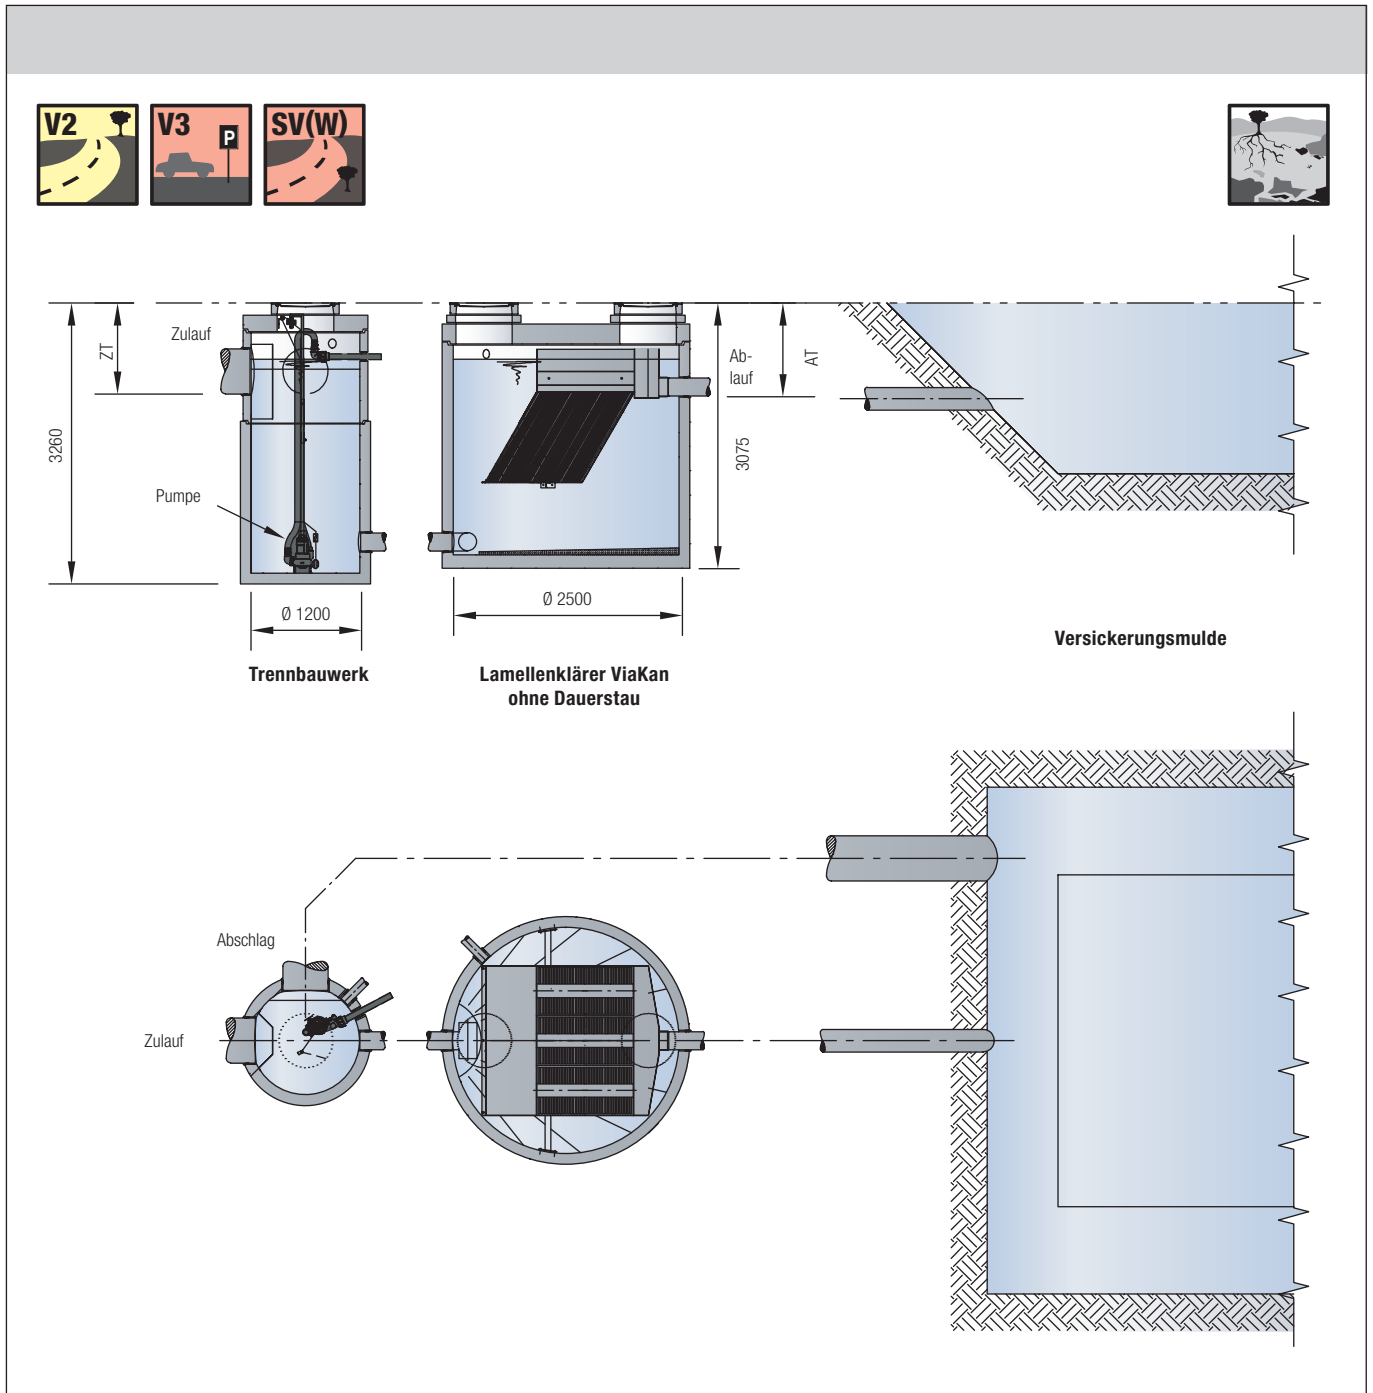 V2
V3
P
SV(W)
ZT
Zulauf
Ab-
lauf
AT
3260
3075
Pumpe
Ø 1200
Ø 2500
Trennbauwerk
Lamellenklärer ViaKan
ohne Dauerstau
Versickerungsmulde
Abschlag
Zulauf